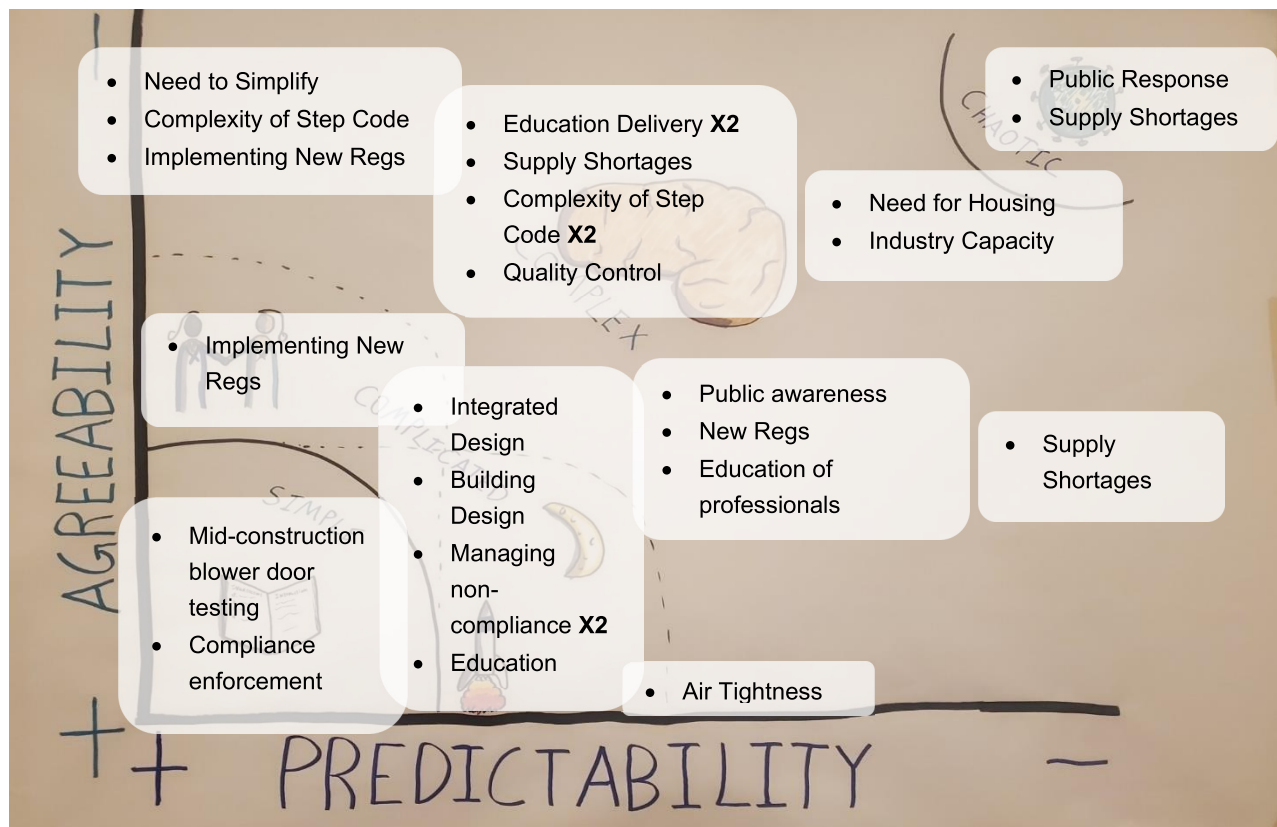 • Need to Simplify
• Complexity of Step Code
• Implementing New Regs
• Education Delivery X2
• Supply Shortages
• Complexity of Step
Code X2
• Quality Control
• Public Response
• Supply Shortages
CHAOTIC
• Need for Housing
• Industry Capacity
COMPLEX
AGREEABILITY
• Implementing New
Regs
COMPLICATED
• Integrated
Design
• Building
Design
• Managing
non-
compliance X2
• Education
• Public awareness
• New Regs
• Education of
professionals
• Supply
Shortages
SIMPLE
• Mid-construction
blower door
testing
• Compliance
enforcement
• Air Tightness
+
+ PREDICTABILITY −